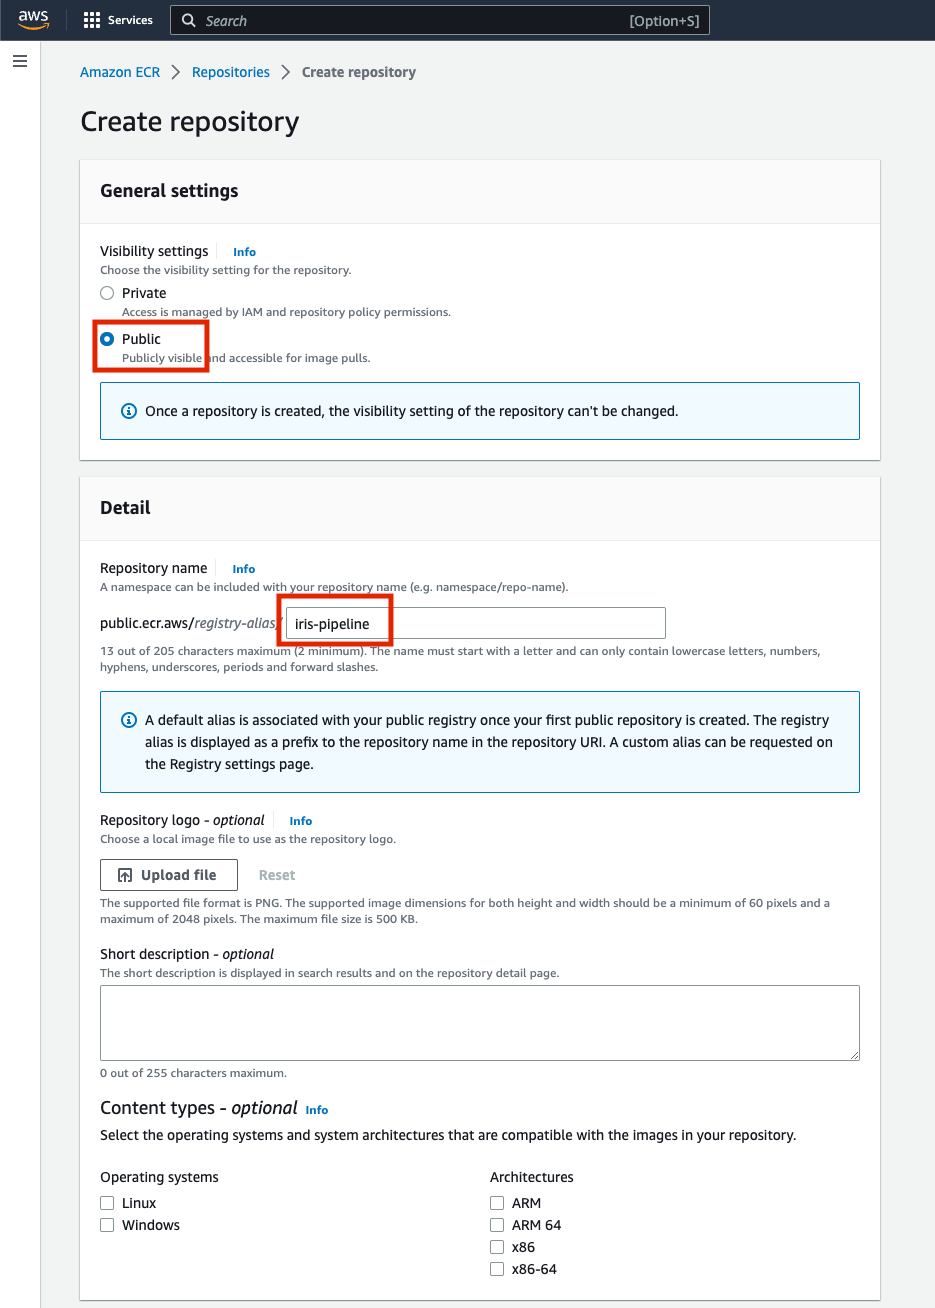 aws
Services
Search [Option+S]
Amazon ECR > Repositories > Create repository
Create repository
General settings
Visibility settings Info
Choose the visibility setting for the repository.
Private
Access is managed by IAM and repository policy permissions.
Public
Publicly visible and accessible for image pulls.
Once a repository is created, the visibility setting of the repository can't be changed.
Detail
Repository name Info
A namespace can be included with your repository name (e.g. namespace/repo-name).
public.ecr.aws/registry-alias/ iris-pipeline
13 out of 205 characters maximum (2 minimum). The name must start with a letter and can only contain lowercase letters, numbers,
hyphens, underscores, periods and forward slashes.
A default alias is associated with your public registry once your first public repository is created. The registry
alias is displayed as a prefix to the repository name in the repository URI. A custom alias can be requested on
the Registry settings page.
Repository logo - optional Info
Choose a local image file to use as the repository logo.
Upload file Reset
The supported file format is PNG. The supported image dimensions for both height and width should be a minimum of 60 pixels and a
maximum of 2048 pixels. The maximum file size is 500 KB.
Short description - optional
The short description is displayed in search results and on the repository detail page.
0 out of 255 characters maximum.
Content types - optional Info
Select the operating systems and system architectures that are compatible with the images in your repository.
Operating systems
Linux
Windows
Architectures
ARM
ARM 64
x86
x86-64